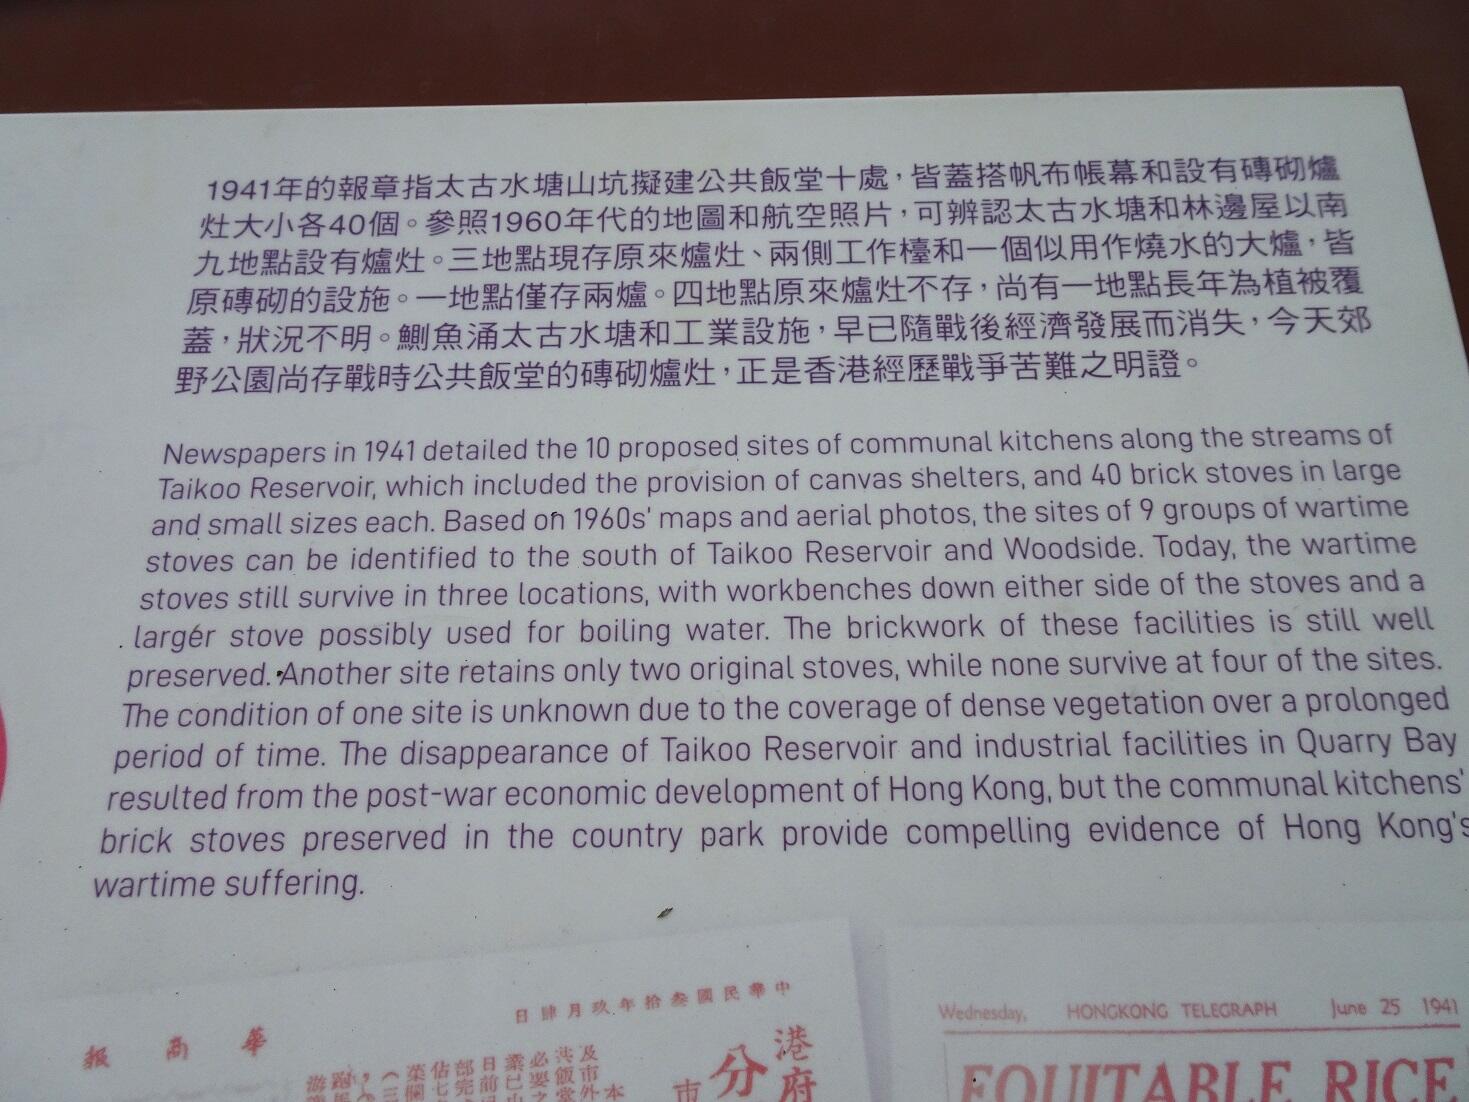 1941年的報章指太古水塘山坑擬建公共飯堂十處，皆蓋搭帆布帳幕和設有磚砌爐
灶大小各40個。參照1960年代的地圖和航空照片，可辨認太古水塘和林邊屋以南
九地點設有爐灶。三地點現存原來爐灶、兩側工作檯和一個似用作燒水的大爐，皆
原磚砌的設施。一地點僅存兩爐。四地點原來爐灶不存，尚有一地點長年為植被覆
蓋，狀況不明。鰂魚涌太古水塘和工業設施，早已隨戰後經濟發展而消失，今天郊
野公園尚存戰時公共飯堂的磚砌爐灶，正是香港經歷戰爭苦難之明證。
Newspapers in 1941 detailed the 10 proposed sites of communal kitchens along the streams of
Taikoo Reservoir, which included the provision of canvas shelters, and 40 brick stoves in large
and small sizes each. Based on 1960s' maps and aerial photos, the sites of 9 groups of wartime
stoves can be identified to the south of Taikoo Reservoir and Woodside. Today, the wartime
stoves still survive in three locations, with workbenches down either side of the stoves and a
larger stove possibly used for boiling water. The brickwork of these facilities is still well
preserved. Another site retains only two original stoves, while none survive at four of the sites.
The condition of one site is unknown due to the coverage of dense vegetation over a prolonged
period of time. The disappearance of Taikoo Reservoir and industrial facilities in Quarry Bay
resulted from the post-war economic development of Hong Kong, but the communal kitchens'
brick stoves preserved in the country park provide compelling evidence of Hong Kong's
wartime suffering.
中華民國叁拾年玖月肆日
華商報
港府
分
市
Wednesday, HONGKONG TELEGRAPH June 25 1941
EQUITABLE RICE